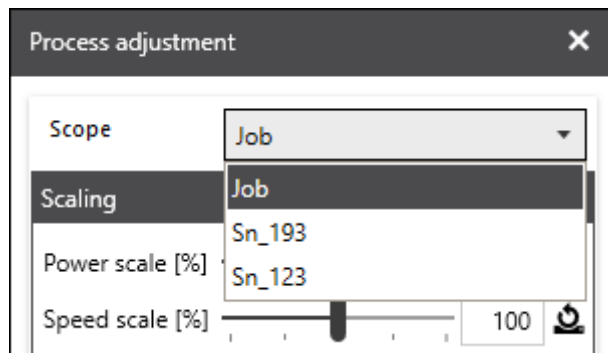 Process adjustment
Scope Job
Job
Scaling
Sn_193
Power scale [%]
Sn_123
Speed scale [%] 100